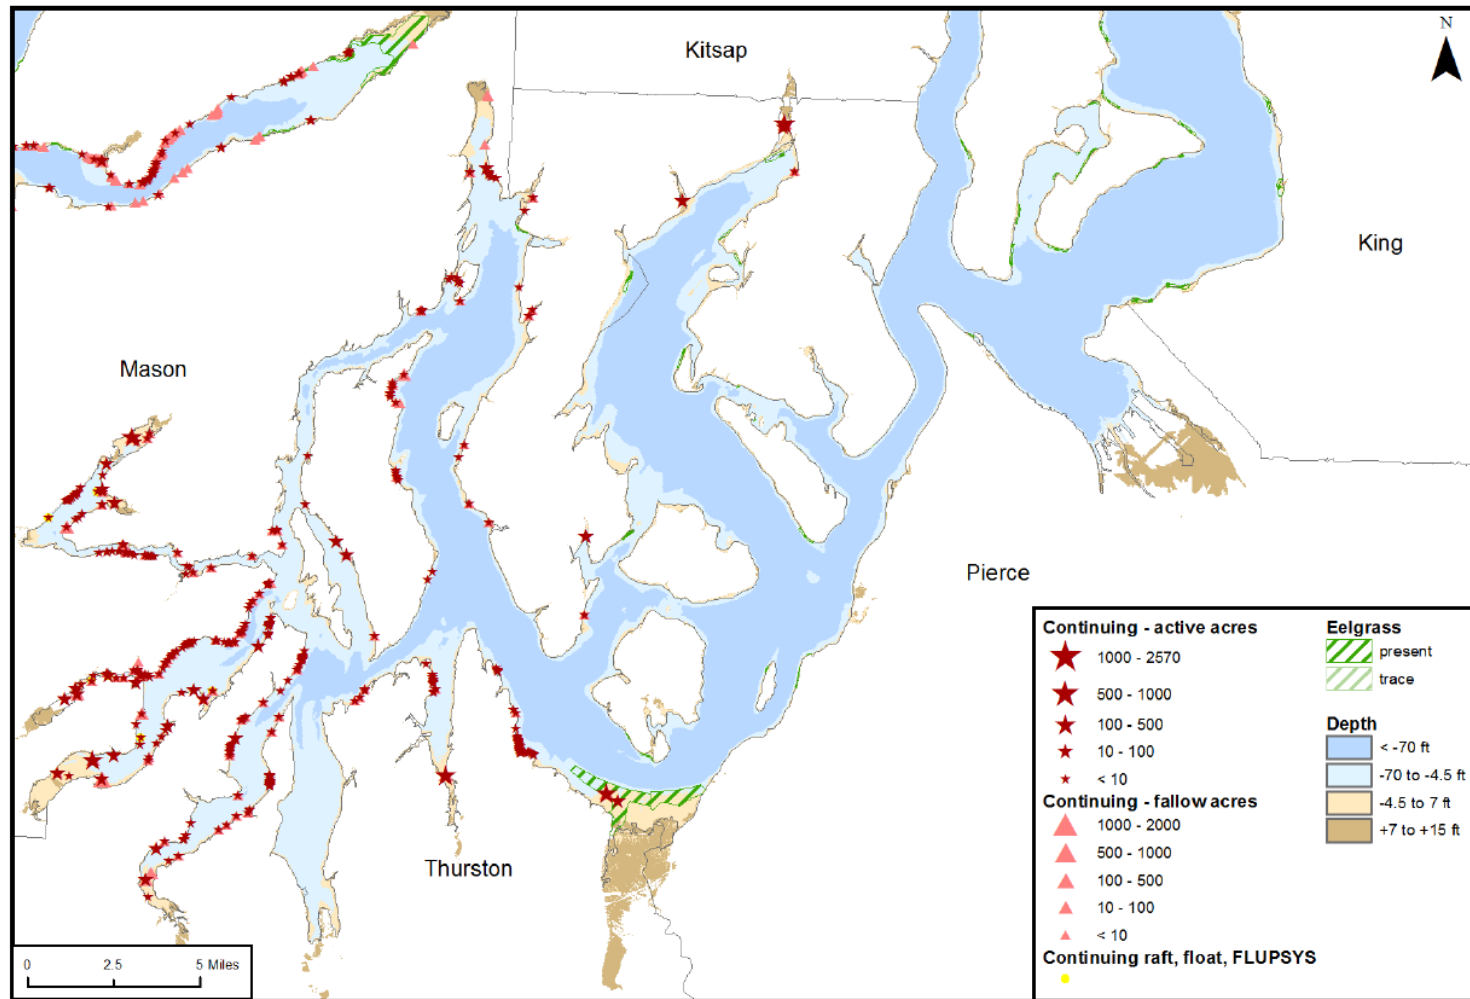 N
Kitsap
King
Mason
Pierce
Thurston
0 2.5 5 Miles
Continuing - active acres
1000 - 2570
500 - 1000
100 - 500
10 - 100
< 10
Continuing - fallow acres
1000 - 2000
500 - 1000
100 - 500
10 - 100
< 10
Continuing raft, float, FLUPSYS
Eelgrass
present
trace
Depth
< -70 ft
-70 to -4.5 ft
-4.5 to 7 ft
+7 to +15 ft